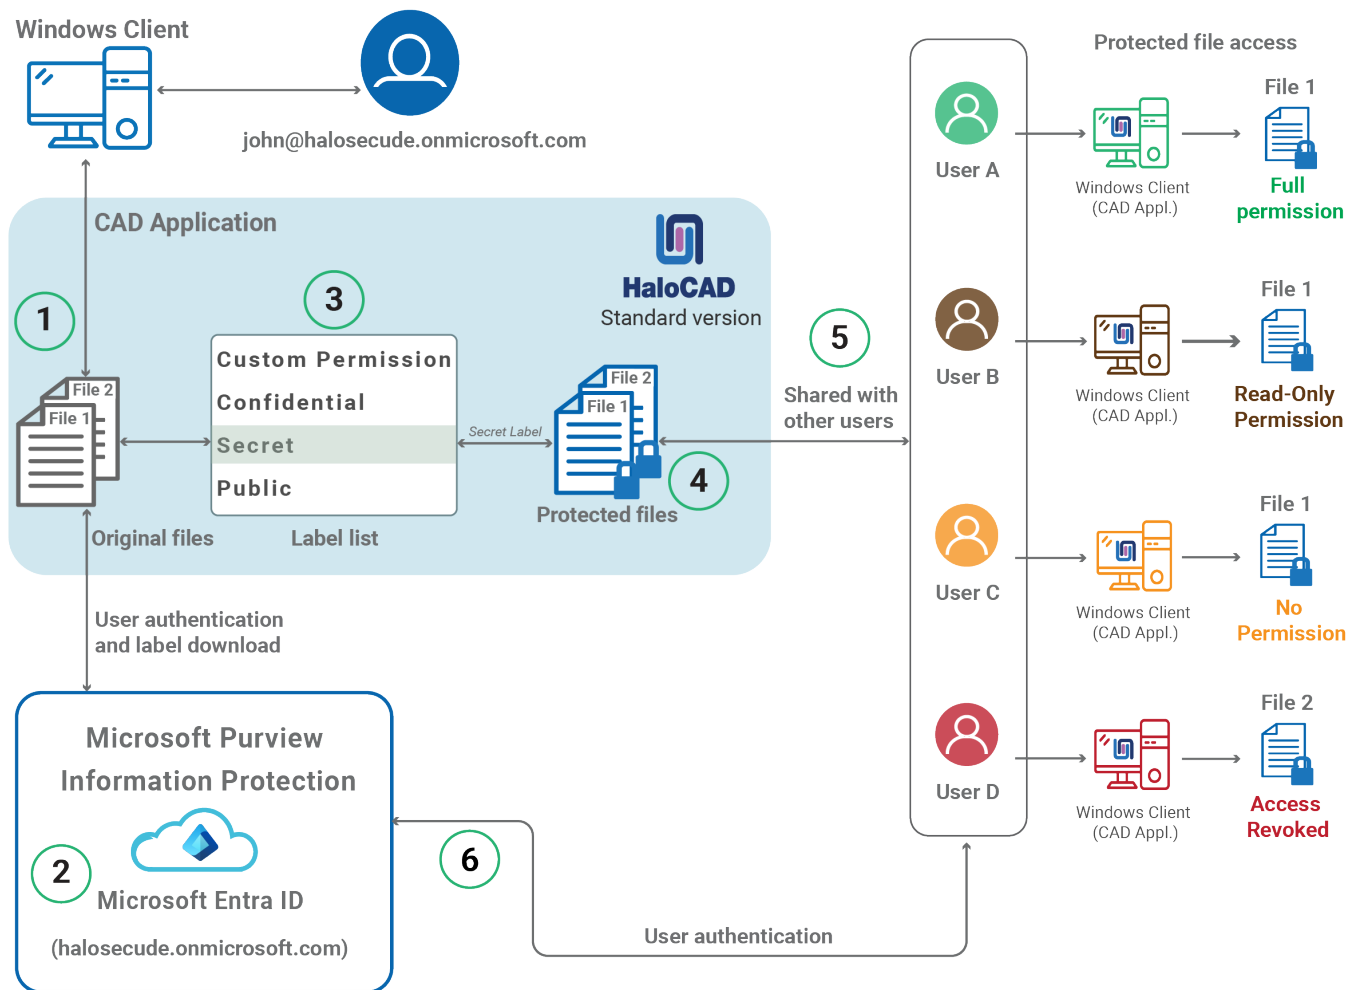 Windows Client
john@halosecude.onmicrosoft.com
CAD Application
HaloCAD
Standard version
1
3
Custom Permission
Confidential
Secret
Public
Label list
File 2
File 1
Original files
Secret Label
File 2
File 1
Protected files
4
5
Shared with
other users
User authentication
and label download
Microsoft Purview
Information Protection
2
Microsoft Entra ID
(halosecude.onmicrosoft.com)
6
User authentication
Protected file access
User A
Windows Client
(CAD Appl.)
File 1
Full
permission
User B
Windows Client
(CAD Appl.)
File 1
Read-Only
Permission
User C
Windows Client
(CAD Appl.)
File 1
No
Permission
User D
Windows Client
(CAD Appl.)
File 2
Access
Revoked